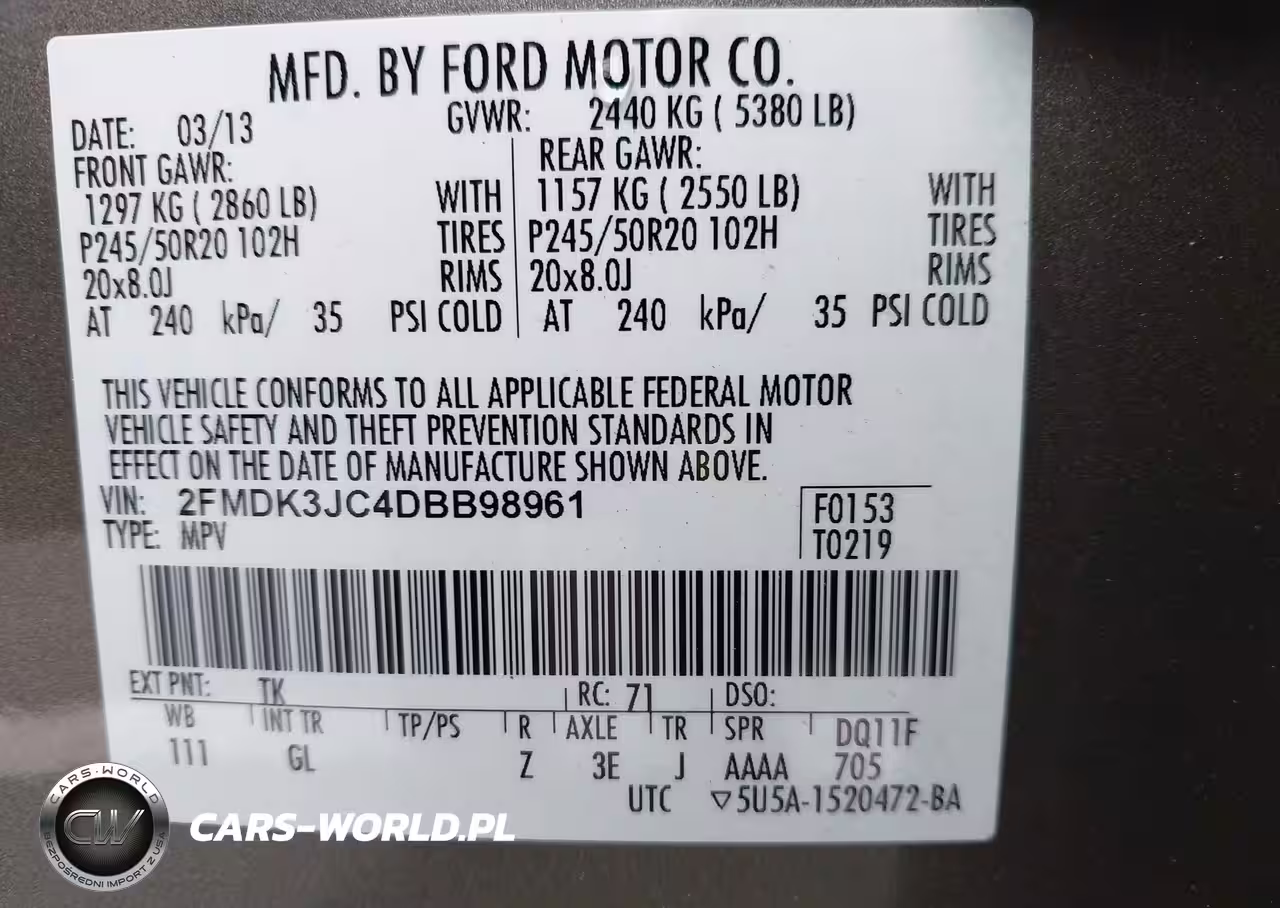 MFD. BY FORD MOTOR CO.
DATE: 03/13 GVWR: 2440 KG ( 5380 LB)
FRONT GAWR: REAR GAWR:
1297 KG ( 2860 LB) WITH 1157 KG ( 2550 LB) WITH
P245/50R20 102H TIRES P245/50R20 102H TIRES
20x8.0J RIMS 20x8.0J RIMS
AT 240 kPa/ 35 PSI COLD AT 240 kPa/ 35 PSI COLD
THIS VEHICLE CONFORMS TO ALL APPLICABLE FEDERAL MOTOR
VEHICLE SAFETY AND THEFT PREVENTION STANDARDS IN
EFFECT ON THE DATE OF MANUFACTURE SHOWN ABOVE.
VIN: 2FMDK3JC4DBB98961 F0153
TYPE: MPV T0219
EXT PNT: TK RC: 71 DSO:
WB INT TR TP/PS R AXLE TR SPR DQ11F
111 GL Z 3E J AAAA 705
UTC ▽5U5A-1520472-BA
CARS-WORLD
CW
BEZPOŚREDNI IMPORT Z USA
CARS-WORLD.PL